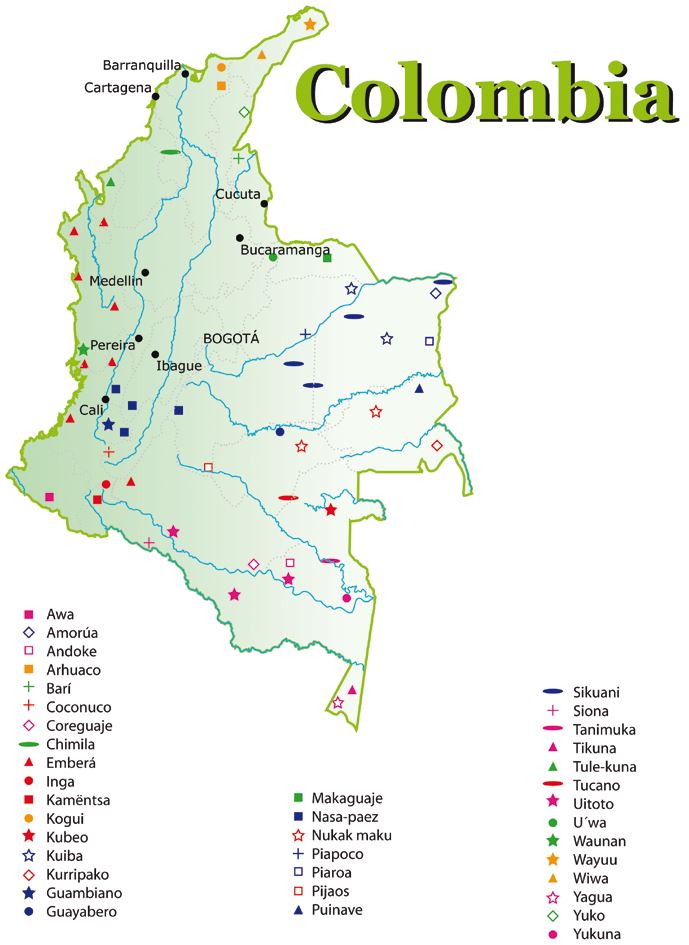 Colombia
Barranquilla
Cartagena
Cucuta
Bucaramanga
Medellin
BOGOTÁ
Pereira
Ibague
Cali
Awa
Amorúa
Andoke
Arhuaco
Barí
Coconuco
Coreguaje
Chimila
Emberá
Inga
Kamëntsa
Kogui
Kubeo
Kuiba
Kurripako
Guambiano
Guayabero
Makaguaje
Nasa-paez
Nukak maku
Piapoco
Piaroa
Pijaos
Puinave
Sikuani
Siona
Tanimuka
Tikuna
Tule-kuna
Tucano
Uitoto
U´wa
Waunan
Wayuu
Wiwa
Yagua
Yuko
Yukuna